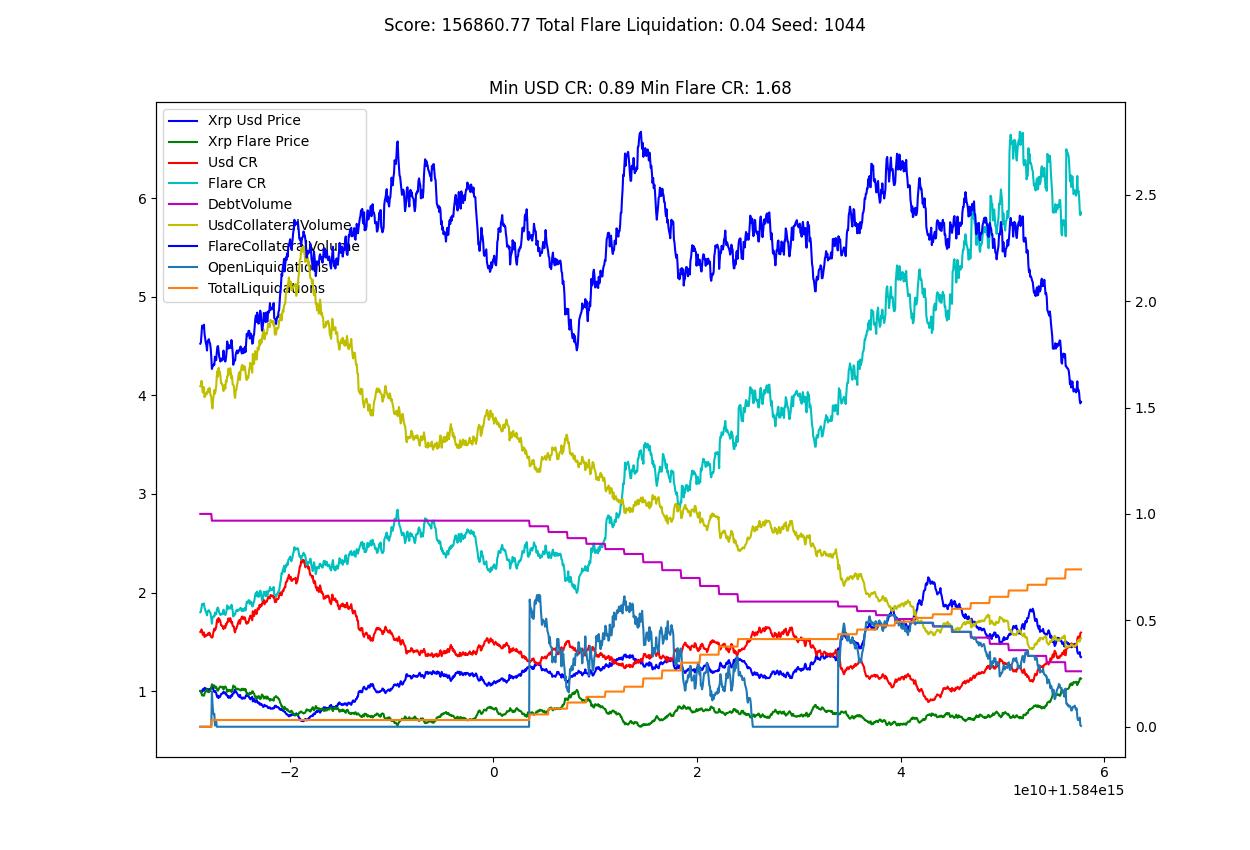 Score: 156860.77 Total Flare Liquidation: 0.04 Seed: 1044
Min USD CR: 0.89 Min Flare CR: 1.68
Xrp Usd Price
Xrp Flare Price
Usd CR
Flare CR
DebtVolume
UsdCollateralVolume
FlareCollateralVolume
OpenLiquidations
TotalLiquidations
6
5
4
3
2
1
2.5
2.0
1.5
1.0
0.5
0.0
−2 0 2 4 6
1e10+1.584e15